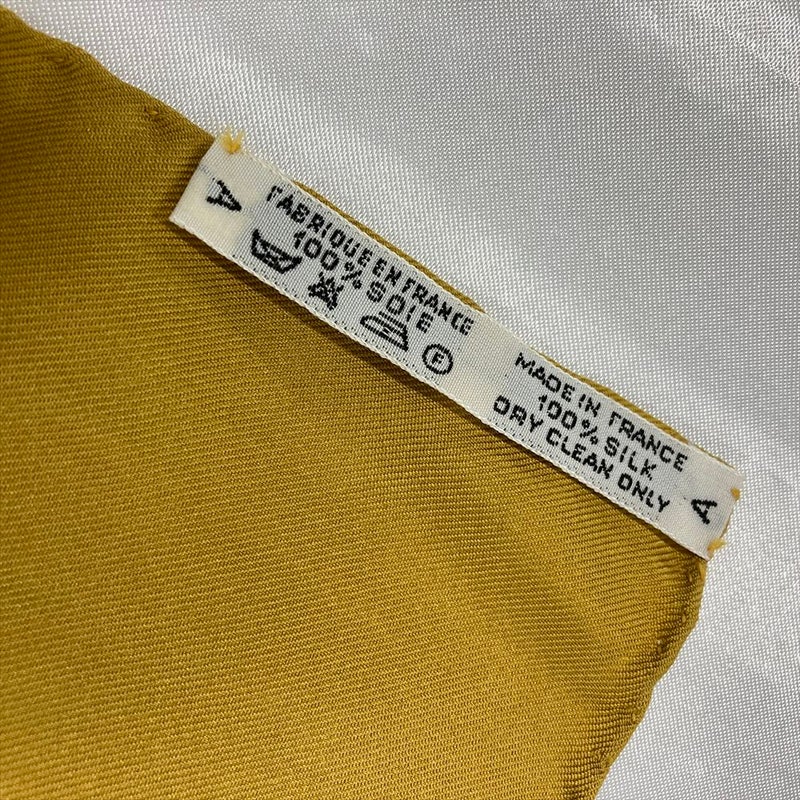 A
FABRIQUE EN FRANCE
100% SOIE
F
MADE IN FRANCE
100% SILK
DRY CLEAN ONLY
A